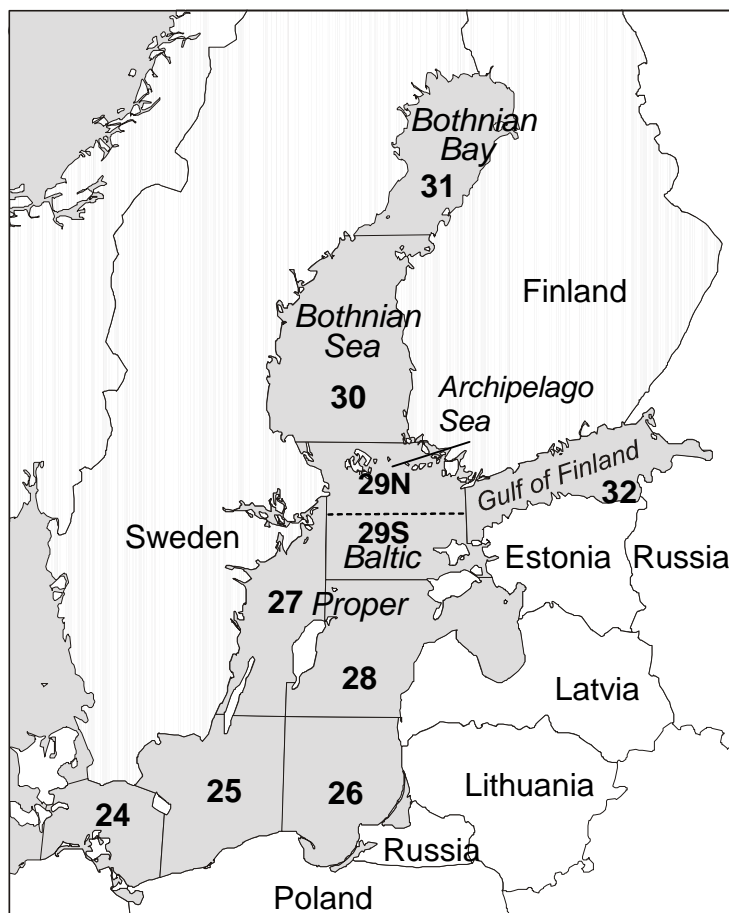 Bothnian
Bay
31
Finland
Bothnian
Sea
30
Archipelago
Sea
29N
Gulf of Finland
32
Sweden
29S
Baltic
Estonia
Russia
27
Proper
28
Latvia
25
26
Lithuania
24
Russia
Poland